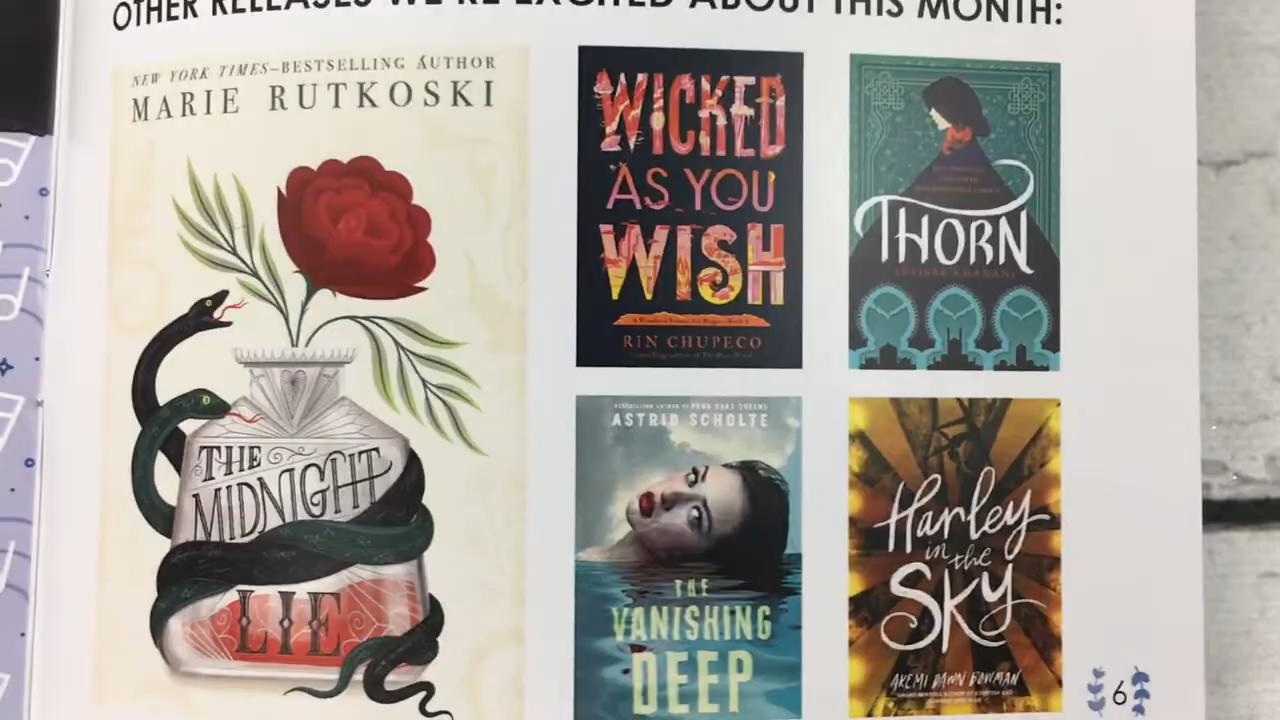 OTHER RELEASES WE'RE EXCITED ABOUT THIS MONTH:
NEW YORK TIMES-BESTSELLING AUTHOR
MARIE RUTKOSKI
THE
MIDNIGHT
LIE
WICKED
AS YOU
WISH
RIN CHUPECO
THORN
INTISAR KHANANI
ASTRID SCHOLTE
THE
VANISHING
DEEP
Harley
in the
SKY
AKEMI DAWN BOWMAN
6